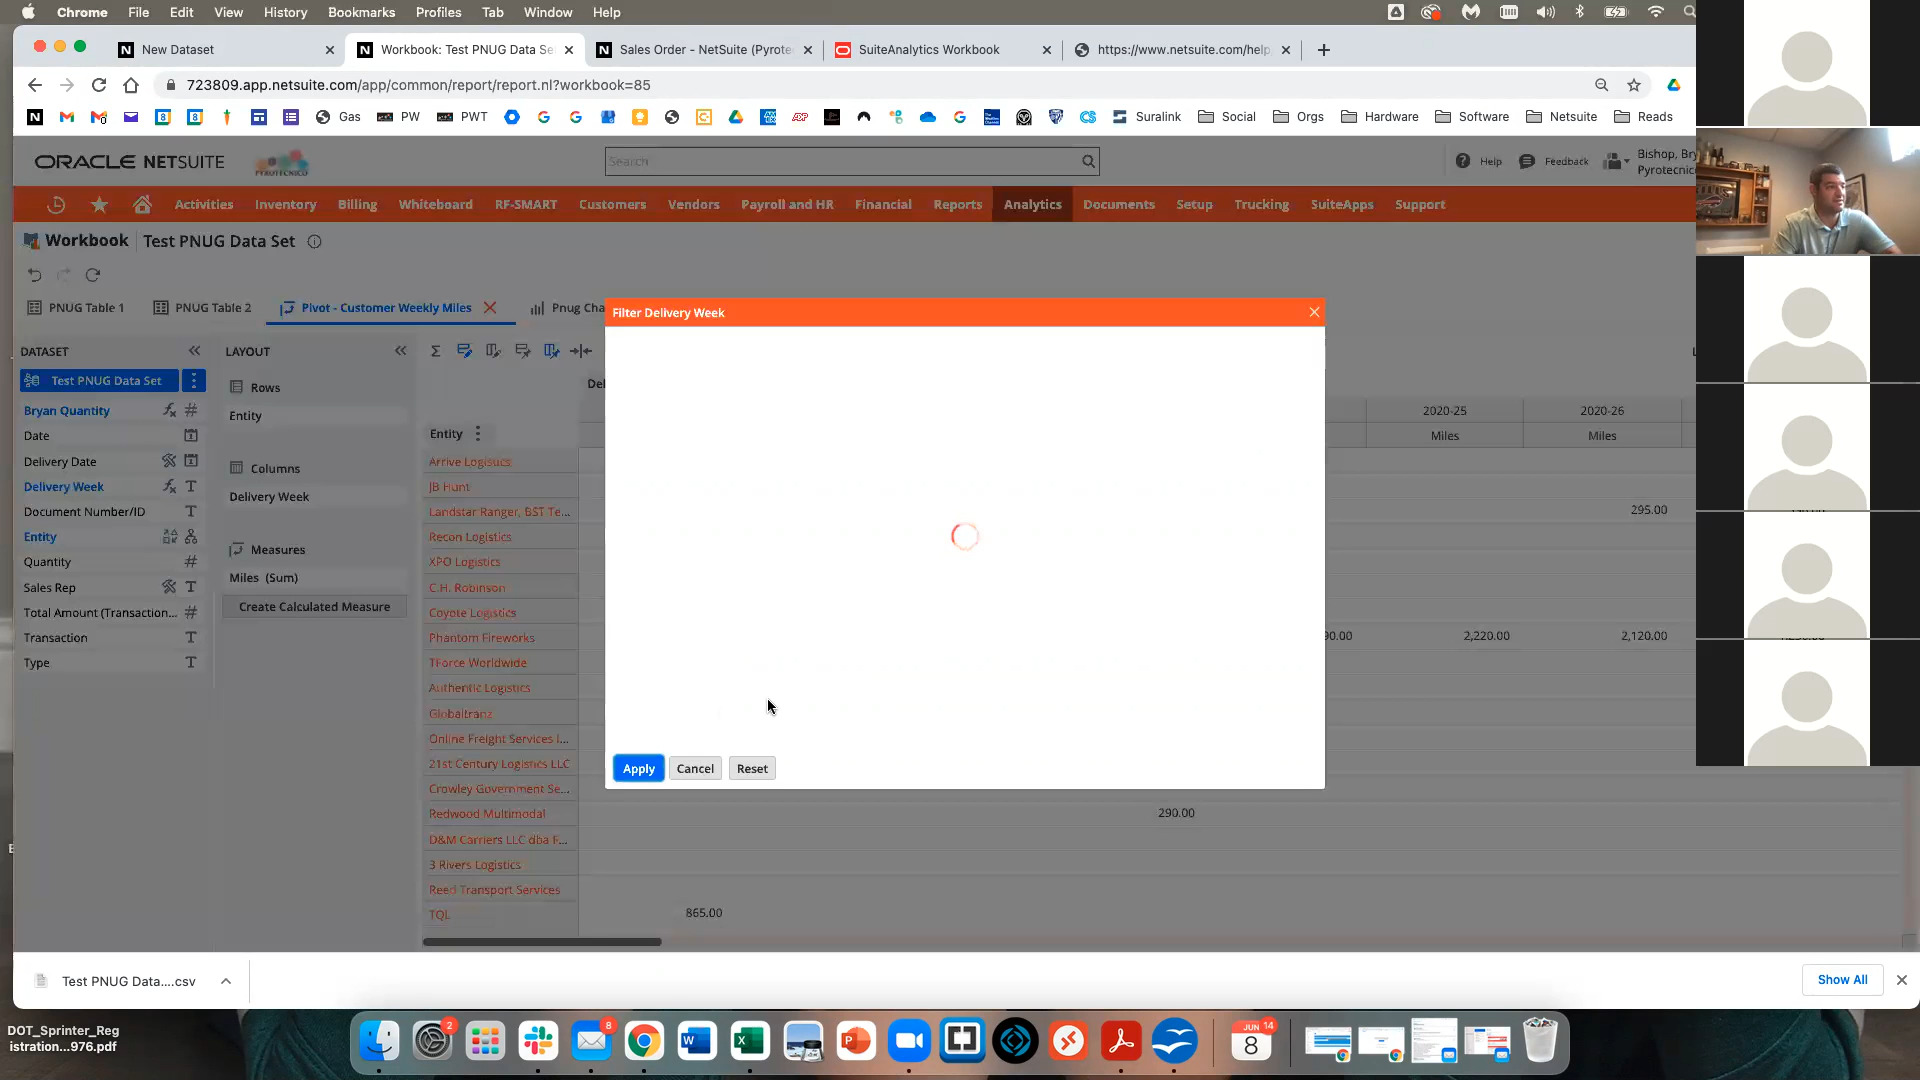 Chrome File Edit View History Bookmarks Profiles Tab Window Help
New Dataset
Workbook: Test PNUG Data Se
Sales Order - NetSuite (Pyrote
SuiteAnalytics Workbook
https://www.netsuite.com/help
723809.app.netsuite.com/app/common/report/report.nl?workbook=85
Gas PW PWT Suralink Social Orgs Hardware Software Netsuite Reads
ORACLE NETSUITE
PYROTECNICO
Search
Help Feedback
Bishop, Bry
Pyrotecnic
Activities Inventory Billing Whiteboard RF-SMART Customers Vendors Payroll and HR Financial Reports Analytics Documents Setup Trucking SuiteApps Support
Workbook Test PNUG Data Set
PNUG Table 1 PNUG Table 2 Pivot - Customer Weekly Miles Pnug Cha
Filter Delivery Week
DATASET
Test PNUG Data Set
Bryan Quantity
Date
Delivery Date
Delivery Week
Document Number/ID
Entity
Quantity
Sales Rep
Total Amount (Transaction...
Transaction
Type
LAYOUT
Rows
Entity
Columns
Delivery Week
Measures
Miles (Sum)
Create Calculated Measure
Del
2020-25 2020-26
Miles Miles
Entity
Arrive Logistics
JB Hunt
Landstar Ranger, BST Te... 295.00
Recon Logistics
XPO Logistics
C.H. Robinson
Coyote Logistics
Phantom Fireworks 90.00 2,220.00 2,120.00
TForce Worldwide
Authentic Logistics
Globaltranz
Online Freight Services I...
21st Century Logistics LLC
Crowley Government Se...
Redwood Multimodal 290.00
D&M Carriers LLC dba F...
3 Rivers Logistics
Reed Transport Services
TQL 865.00
Apply Cancel Reset
Test PNUG Data....csv
Show All
DOT_Sprinter_Reg
istration...976.pdf
2
8
JUN 14
8